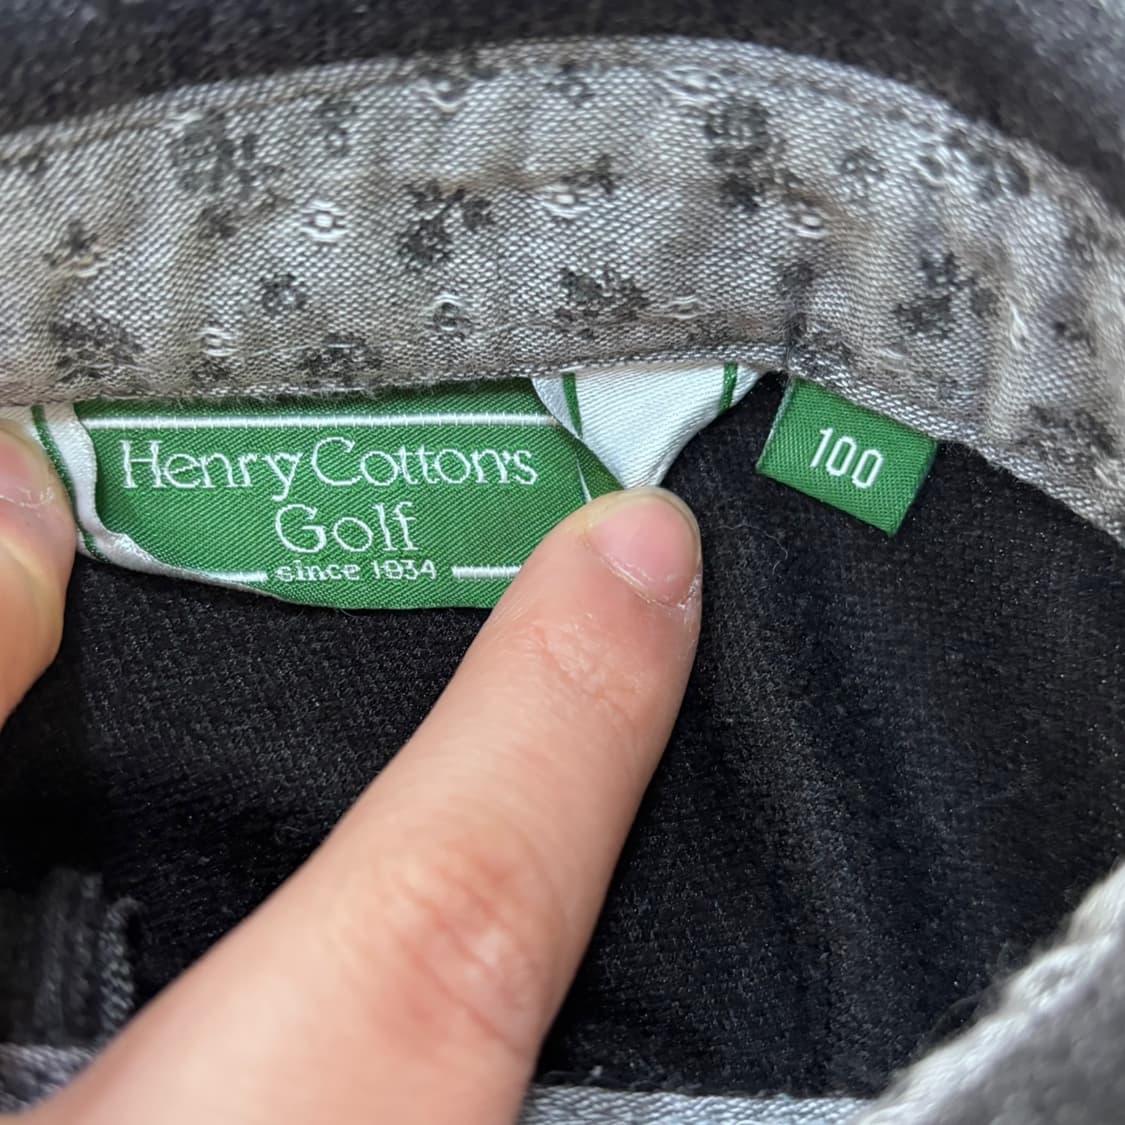 Henry Cotton's
Golf
since 1934
100